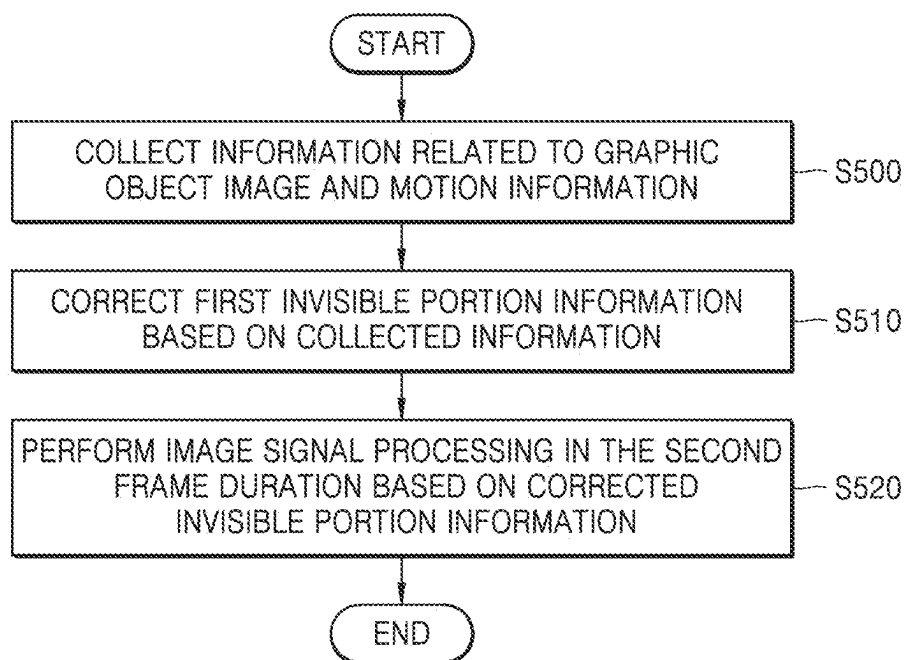 START
COLLECT INFORMATION RELATED TO GRAPHIC
OBJECT IMAGE AND MOTION INFORMATION
S500
CORRECT FIRST INVISIBLE PORTION INFORMATION
BASED ON COLLECTED INFORMATION
S510
PERFORM IMAGE SIGNAL PROCESSING IN THE SECOND
FRAME DURATION BASED ON CORRECTED
INVISIBLE PORTION INFORMATION
S520
END